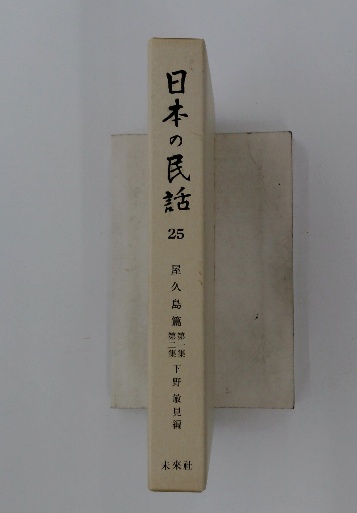 日本の民話
25
屋久島篇
第一集
第二集
下野敏見編
未来社